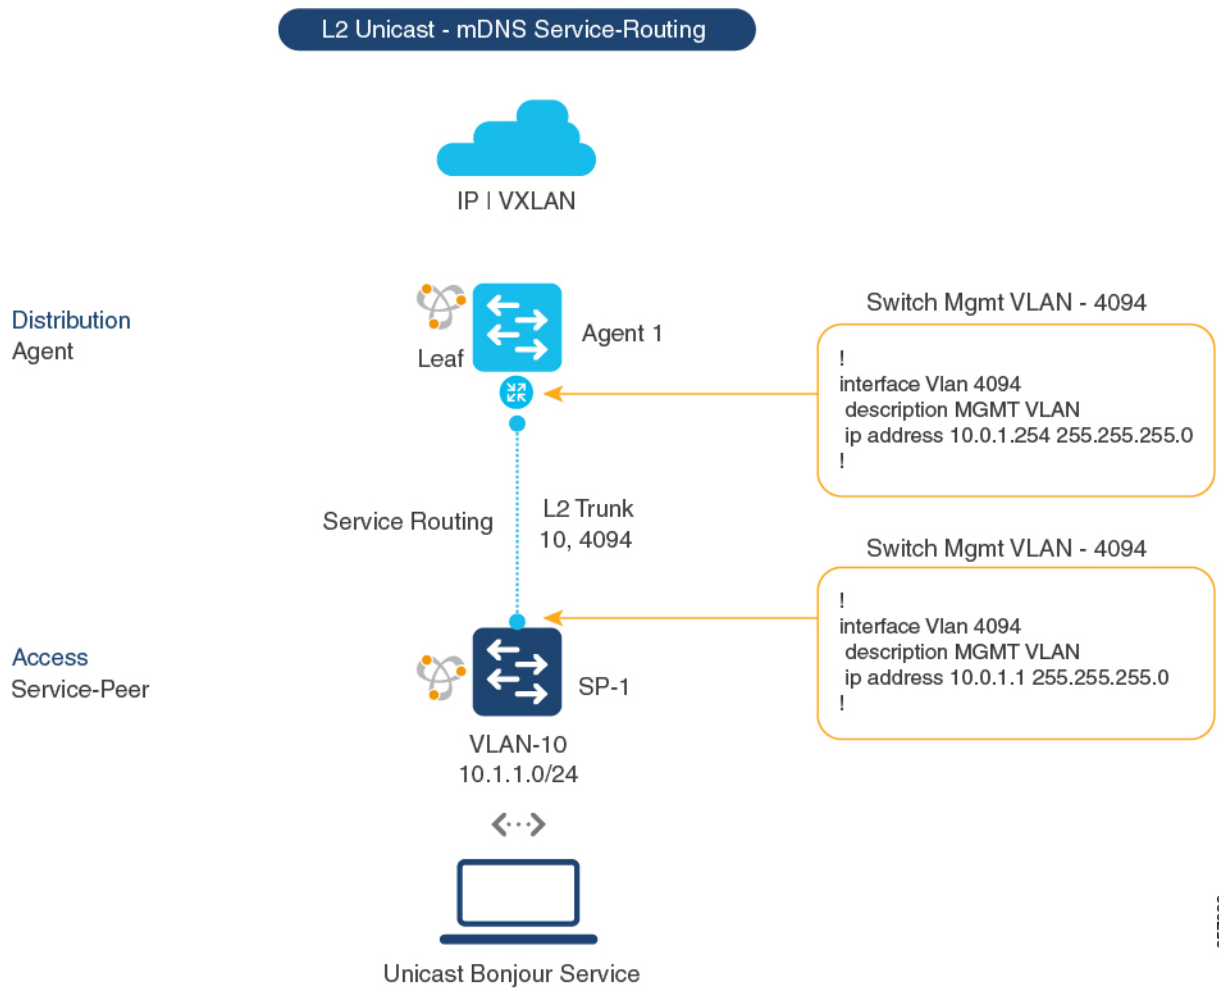 L2 Unicast - mDNS Service-Routing
IP | VXLAN
Distribution
Agent
Leaf
Agent 1
Switch Mgmt VLAN - 4094
!
interface Vlan 4094
description MGMT VLAN
ip address 10.0.1.254 255.255.255.0
!
Service Routing
L2 Trunk
10, 4094
Switch Mgmt VLAN - 4094
!
interface Vlan 4094
description MGMT VLAN
ip address 10.0.1.1 255.255.255.0
!
Access
Service-Peer
SP-1
VLAN-10
10.1.1.0/24
Unicast Bonjour Service